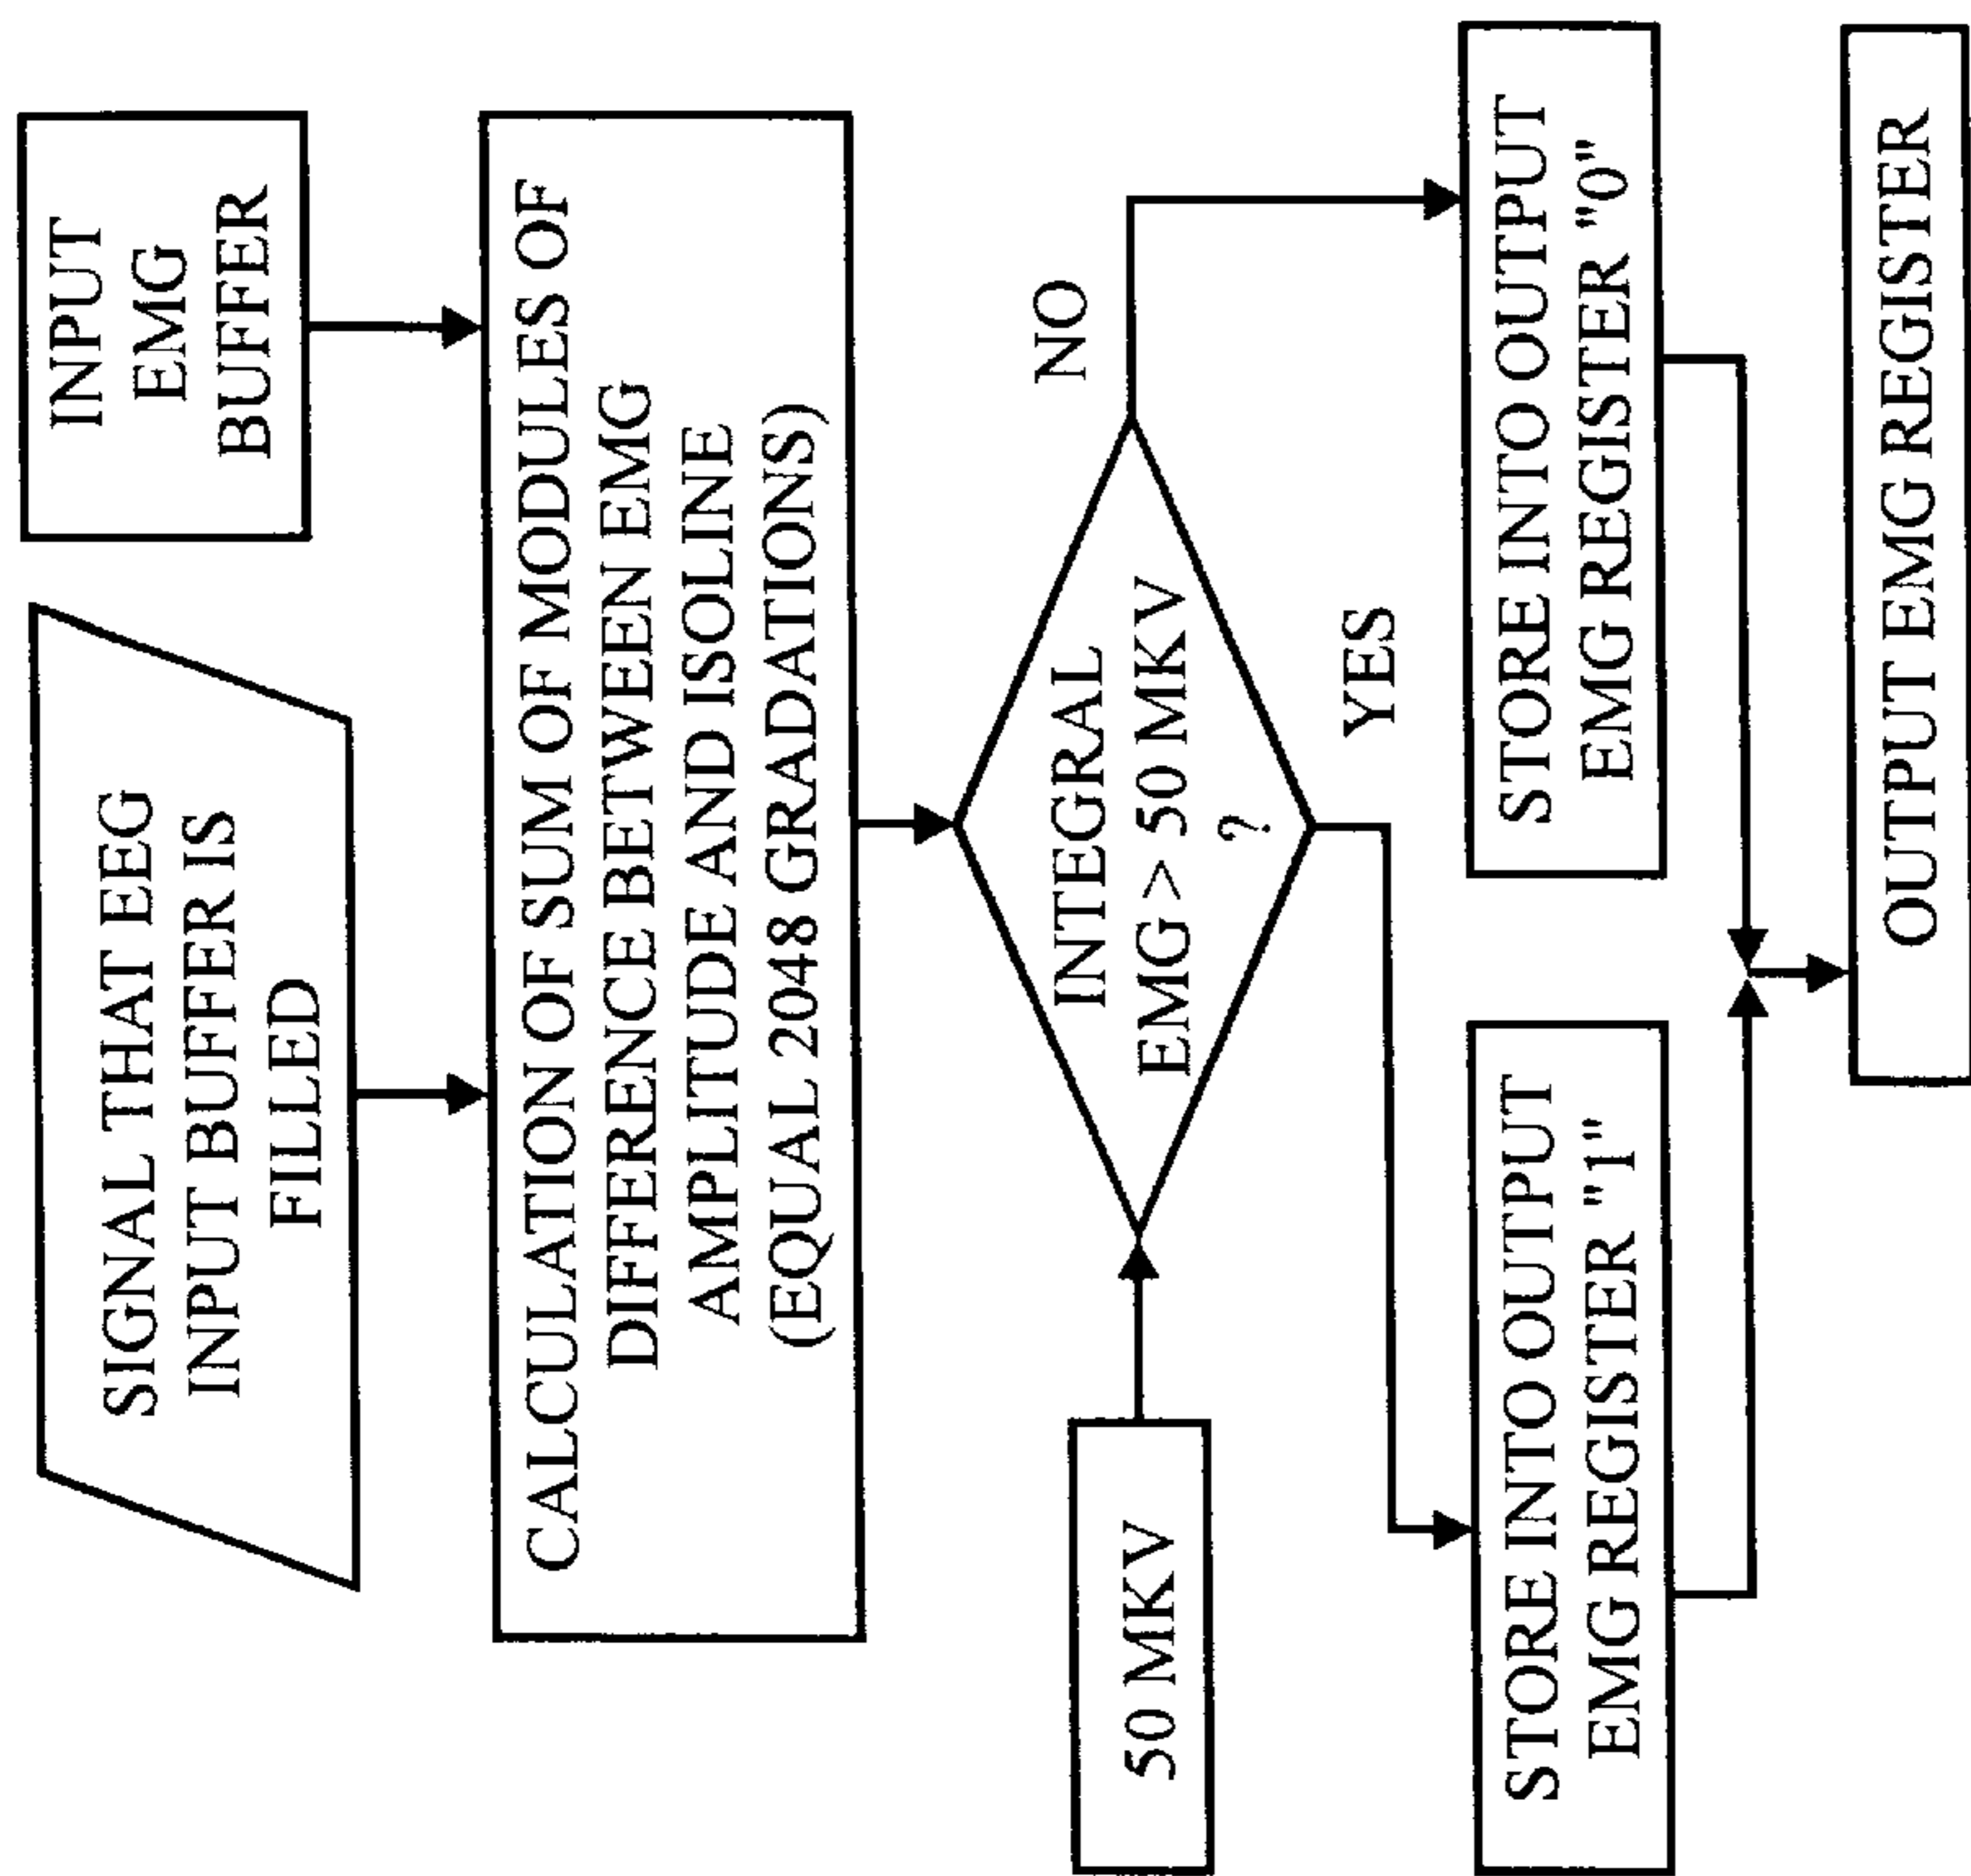 SIGNAL THAT EEG
INPUT BUFFER IS
FILLED
INPUT
EMG
BUFFER
CALCULATION OF SUM OF MODULES OF
DIFFERENCE BETWEEN EMG
AMPLITUDE AND ISOLINE
(EQUAL 2048 GRADATIONS)
50 MKV
INTEGRAL
EMG > 50 MKV
?
NO
YES
STORE INTO OUTPUT
EMG REGISTER "1"
STORE INTO OUTPUT
EMG REGISTER "0"
OUTPUT EMG REGISTER